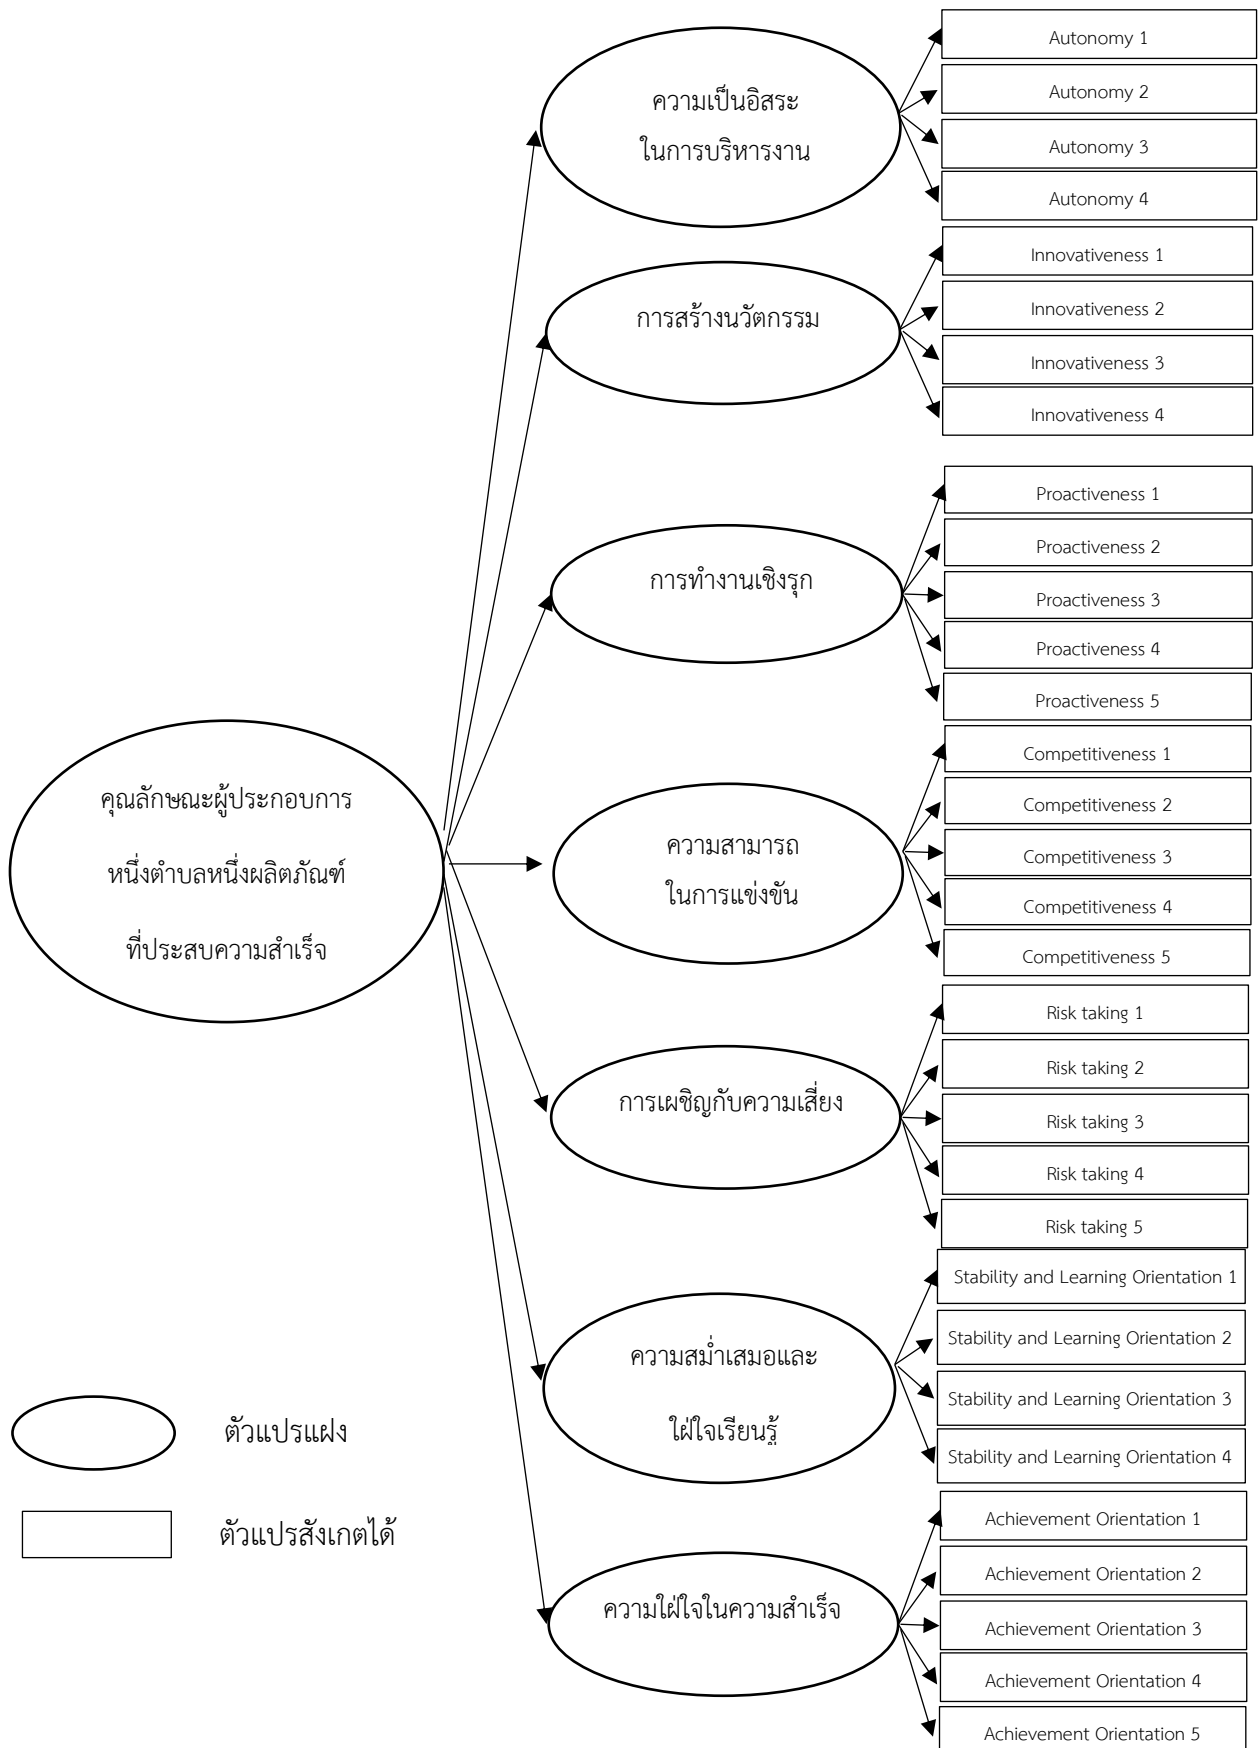 ความเป็นอิสระ
ในการบริหารงาน
Autonomy 1
Autonomy 2
Autonomy 3
Autonomy 4
การสร้างนวัตกรรม
Innovativeness 1
Innovativeness 2
Innovativeness 3
Innovativeness 4
การทำงานเชิงรุก
Proactiveness 1
Proactiveness 2
Proactiveness 3
Proactiveness 4
Proactiveness 5
คุณลักษณะผู้ประกอบการ
หนึ่งตำบลหนึ่งผลิตภัณฑ์
ที่ประสบความสำเร็จ
ความสามารถ
ในการแข่งขัน
Competitiveness 1
Competitiveness 2
Competitiveness 3
Competitiveness 4
Competitiveness 5
การเผชิญกับความเสี่ยง
Risk taking 1
Risk taking 2
Risk taking 3
Risk taking 4
Risk taking 5
ความสม่ำเสมอและ
ใฝ่ใจเรียนรู้
Stability and Learning Orientation 1
Stability and Learning Orientation 2
Stability and Learning Orientation 3
Stability and Learning Orientation 4
ความใฝ่ใจในความสำเร็จ
Achievement Orientation 1
Achievement Orientation 2
Achievement Orientation 3
Achievement Orientation 4
Achievement Orientation 5
ตัวแปรแฝง
ตัวแปรสังเกตได้